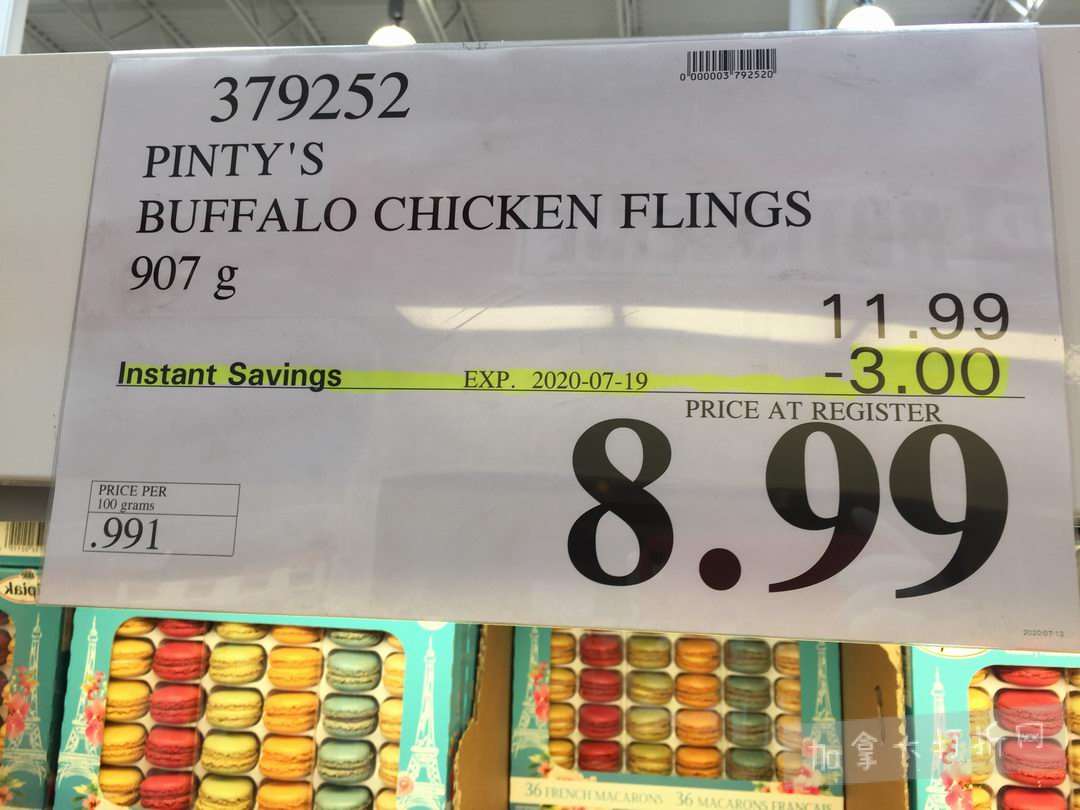 0 000003 792520
379252
PINTY'S
BUFFALO CHICKEN FLINGS
907 g
11.99
Instant Savings EXP. 2020-07-19 -3.00
PRICE AT REGISTER
8.99
PRICE PER
100 grams
.991
2020-07-13
加拿大打折网
36 FRENCH MACARONS 36 MACARONS FRANÇAIS